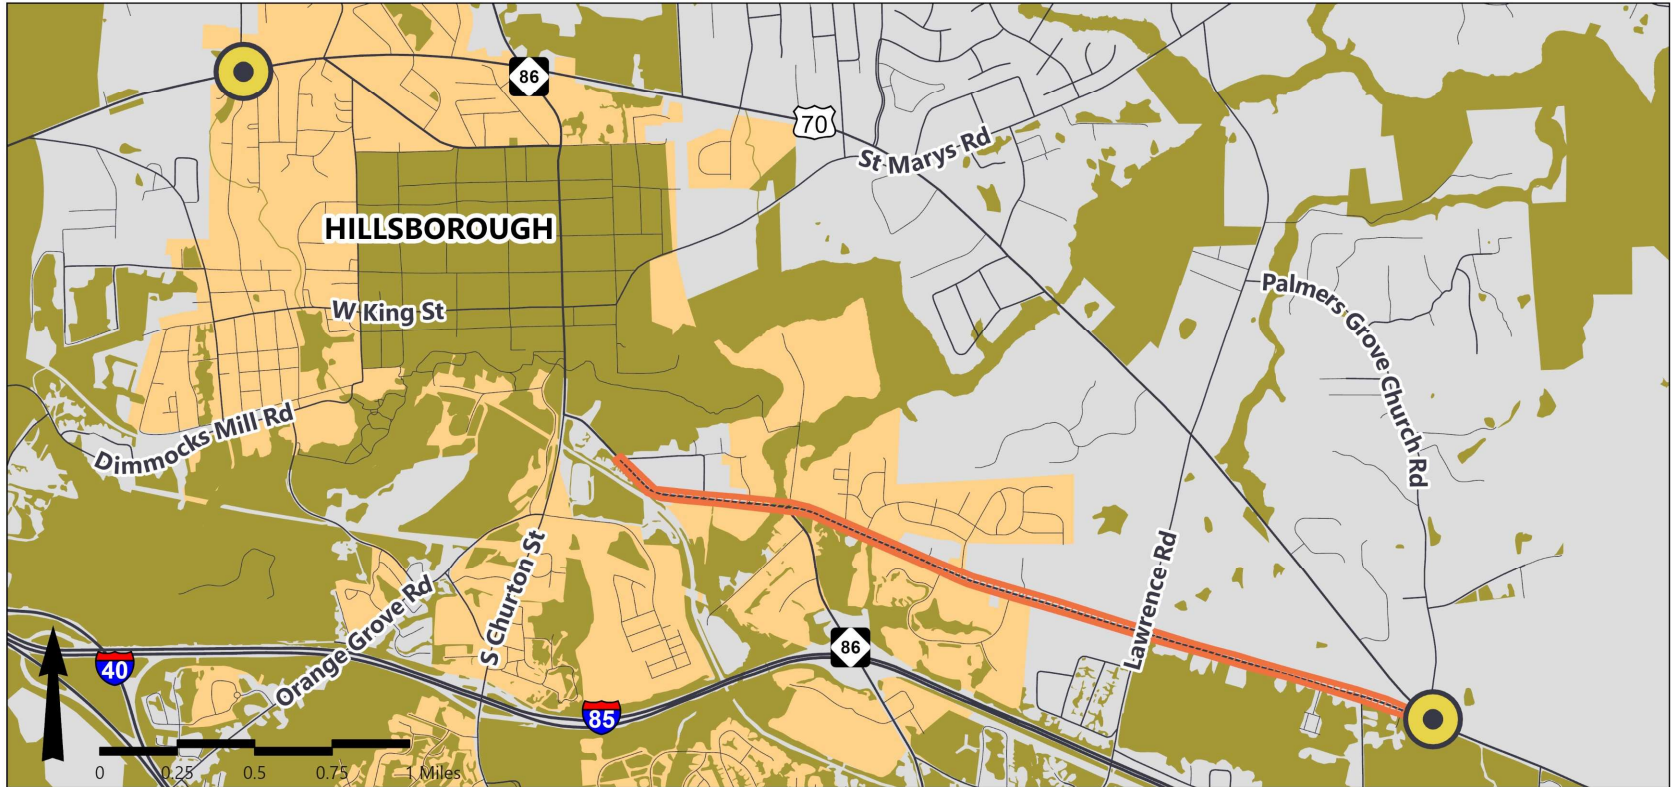 86
70
St Marys Rd
HILLSBOROUGH
Palmers Grove Church Rd
W King St
Dimmocks Mill Rd
S Churton St
Lawrence Rd
Orange Grove Rd
86
40
85
0 0.25 0.5 0.75 1 Miles